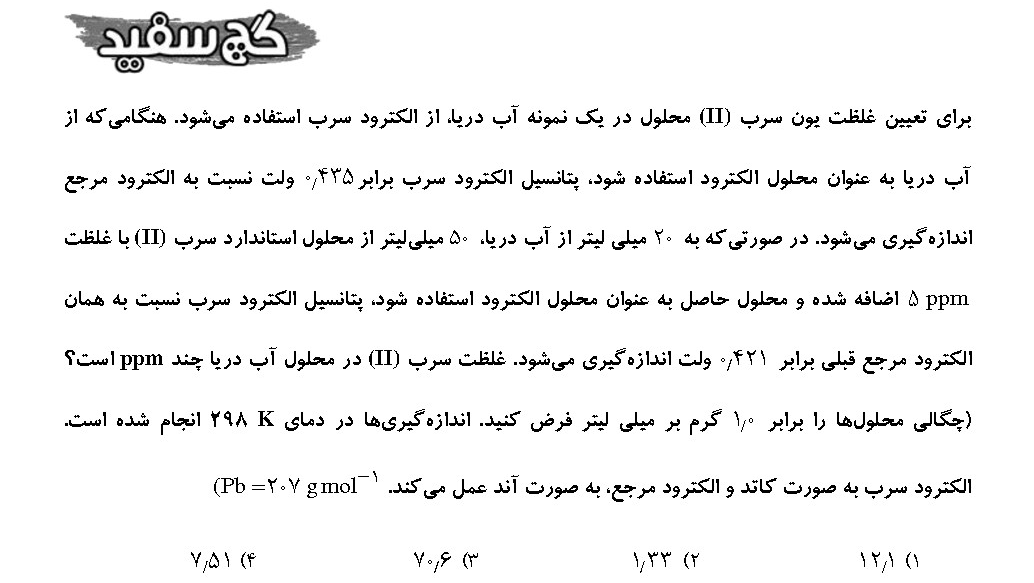 گچ سفید
برای تعیین غلظت یون سرب (II) محلول در یک نمونه آب دریا، از الکترود سرب استفاده می‌شود. هنگامی‌که از
آب دریا به عنوان محلول الکترود استفاده شود، پتانسیل الکترود سرب برابر ۰٫۴۳۵ ولت نسبت به الکترود مرجع
اندازه‌گیری می‌شود. در صورتی‌که به ۲۰ میلی لیتر از آب دریا، ۵۰ میلی‌لیتر از محلول استاندارد سرب (II) با غلظت
۵ ppm اضافه شده و محلول حاصل به عنوان محلول الکترود استفاده شود، پتانسیل الکترود سرب نسبت به همان
الکترود مرجع قبلی برابر ۰٫۴۲۱ ولت اندازه‌گیری می‌شود. غلظت سرب (II) در محلول آب دریا چند ppm است؟
(چگالی محلول‌ها را برابر ۱٫۰ گرم بر میلی لیتر فرض کنید. اندازه‌گیری‌ها در دمای ۲۹۸ K انجام شده است.
الکترود سرب به صورت کاتد و الکترود مرجع، به صورت آند عمل می‌کند. Pb = ۲۰۷ g mol⁻¹)
۱) ۱۲٫۱ ۲) ۱٫۳۳ ۳) ۷۰٫۶ ۴) ۷٫۵۱